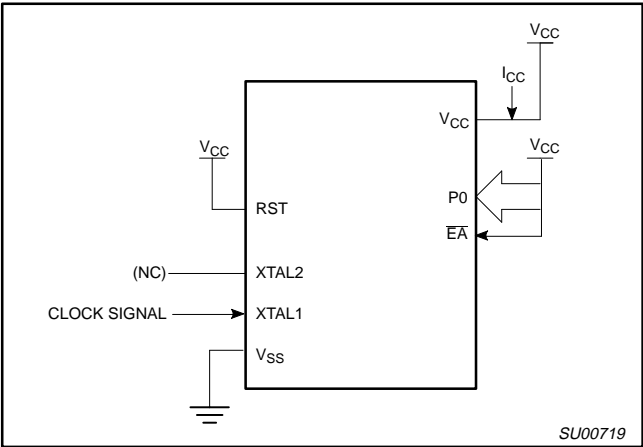 VCC
ICC
VCC
VCC
VCC
RST
P0
EA
(NC)
XTAL2
CLOCK SIGNAL
XTAL1
VSS
SU00719